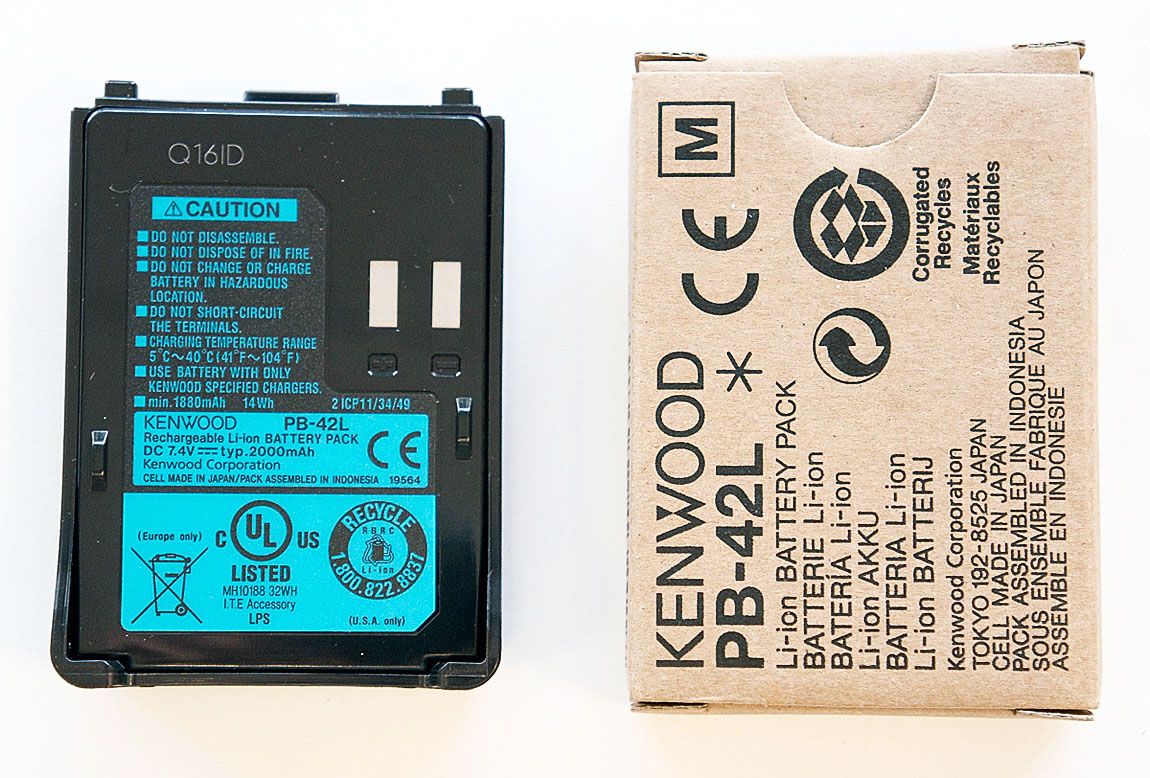 Q16ID
⚠CAUTION
■DO NOT DISASSEMBLE.
■DO NOT DISPOSE OF IN FIRE.
■DO NOT CHANGE OR CHARGE
BATTERY IN HAZARDOUS
LOCATION.
■DO NOT SHORT-CIRCUIT
THE TERMINALS.
■CHARGING TEMPERATURE RANGE
5°C～40°C(41°F～104°F)
■USE BATTERY WITH ONLY
KENWOOD SPECIFIED CHARGERS.
■min.1880mAh 14Wh 2 ICP11/34/49
KENWOOD PB-42L
Rechargeable Li-ion BATTERY PACK
DC 7.4V ⎓ typ.2000mAh
Kenwood Corporation
CE
CELL MADE IN JAPAN/PACK ASSEMBLED IN INDONESIA 19564
(Europe only)
C UL US
LISTED
MH10188 32WH
I.T.E Accessory
LPS
RECYCLE
RBRC
Li-ion
1.800.822.8837
(U.S.A. only)
KENWOOD CE M
PB-42L *
Li-ion BATTERY PACK
BATTERIE Li-ion
BATERÍA Li-ion
Li-ion AKKU
BATTERIA Li-ion
Li-ion BATTERIJ
Corrugated
Recycles
Matériaux
Recyclables
Kenwood Corporation
TOKYO 192-8525 JAPAN
CELL MADE IN JAPAN
PACK ASSEMBLED IN INDONESIA
SOUS ENSEMBLE FABRIQUE AU JAPON
ASSEMBLE EN INDONESIE